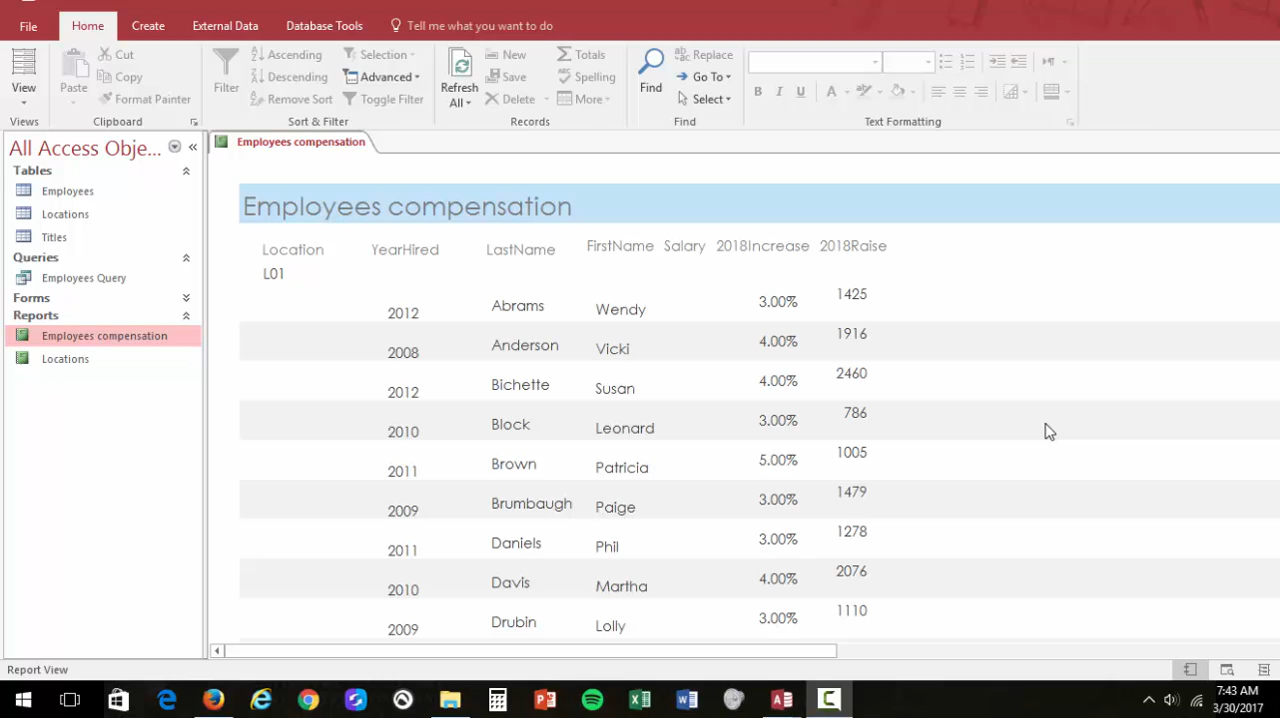 File Home Create External Data Database Tools Tell me what you want to do
View
Views
Paste
Cut
Copy
Format Painter
Clipboard
Filter
Ascending
Descending
Remove Sort
Selection
Advanced
Toggle Filter
Sort & Filter
Refresh All
New
Save
Delete
Totals
Spelling
More
Records
Find
Replace
Go To
Select
Find
B I U A
Text Formatting
All Access Obje...
Tables
Employees
Locations
Titles
Queries
Employees Query
Forms
Reports
Employees compensation
Locations
Employees compensation
Employees compensation
Location YearHired LastName FirstName Salary 2018Increase 2018Raise
L01
2012 Abrams Wendy 3.00% 1425
2008 Anderson Vicki 4.00% 1916
2012 Bichette Susan 4.00% 2460
2010 Block Leonard 3.00% 786
2011 Brown Patricia 5.00% 1005
2009 Brumbaugh Paige 3.00% 1479
2011 Daniels Phil 3.00% 1278
2010 Davis Martha 4.00% 2076
2009 Drubin Lolly 3.00% 1110
Report View
7:43 AM
3/30/2017